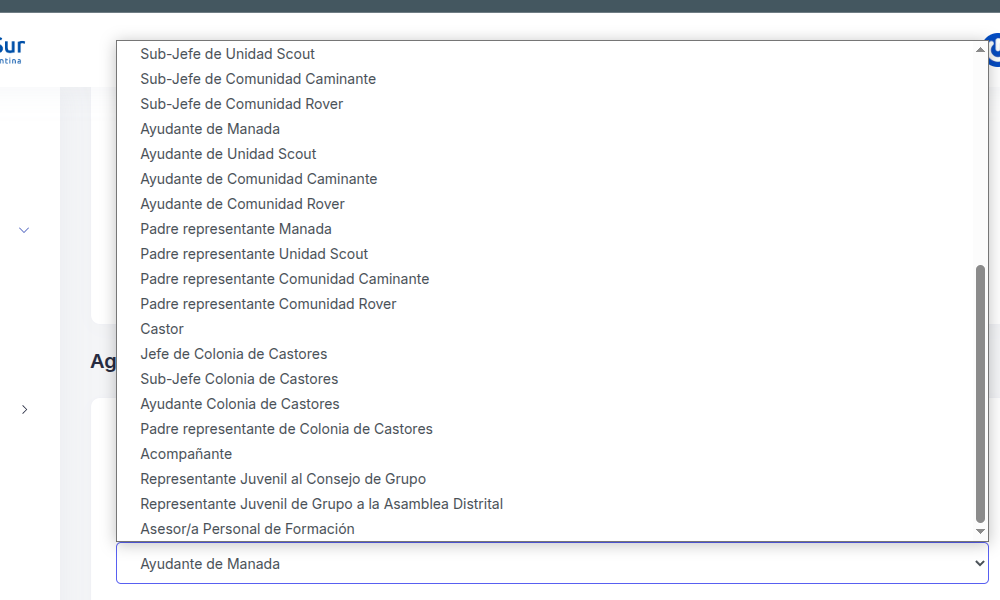 Sur
ntina
Sub-Jefe de Unidad Scout
Sub-Jefe de Comunidad Caminante
Sub-Jefe de Comunidad Rover
Ayudante de Manada
Ayudante de Unidad Scout
Ayudante de Comunidad Caminante
Ayudante de Comunidad Rover
Padre representante Manada
Padre representante Unidad Scout
Padre representante Comunidad Caminante
Padre representante Comunidad Rover
Castor
Jefe de Colonia de Castores
Ag
Sub-Jefe Colonia de Castores
Ayudante Colonia de Castores
Padre representante de Colonia de Castores
Acompañante
Representante Juvenil al Consejo de Grupo
Representante Juvenil de Grupo a la Asamblea Distrital
Asesor/a Personal de Formación
Ayudante de Manada